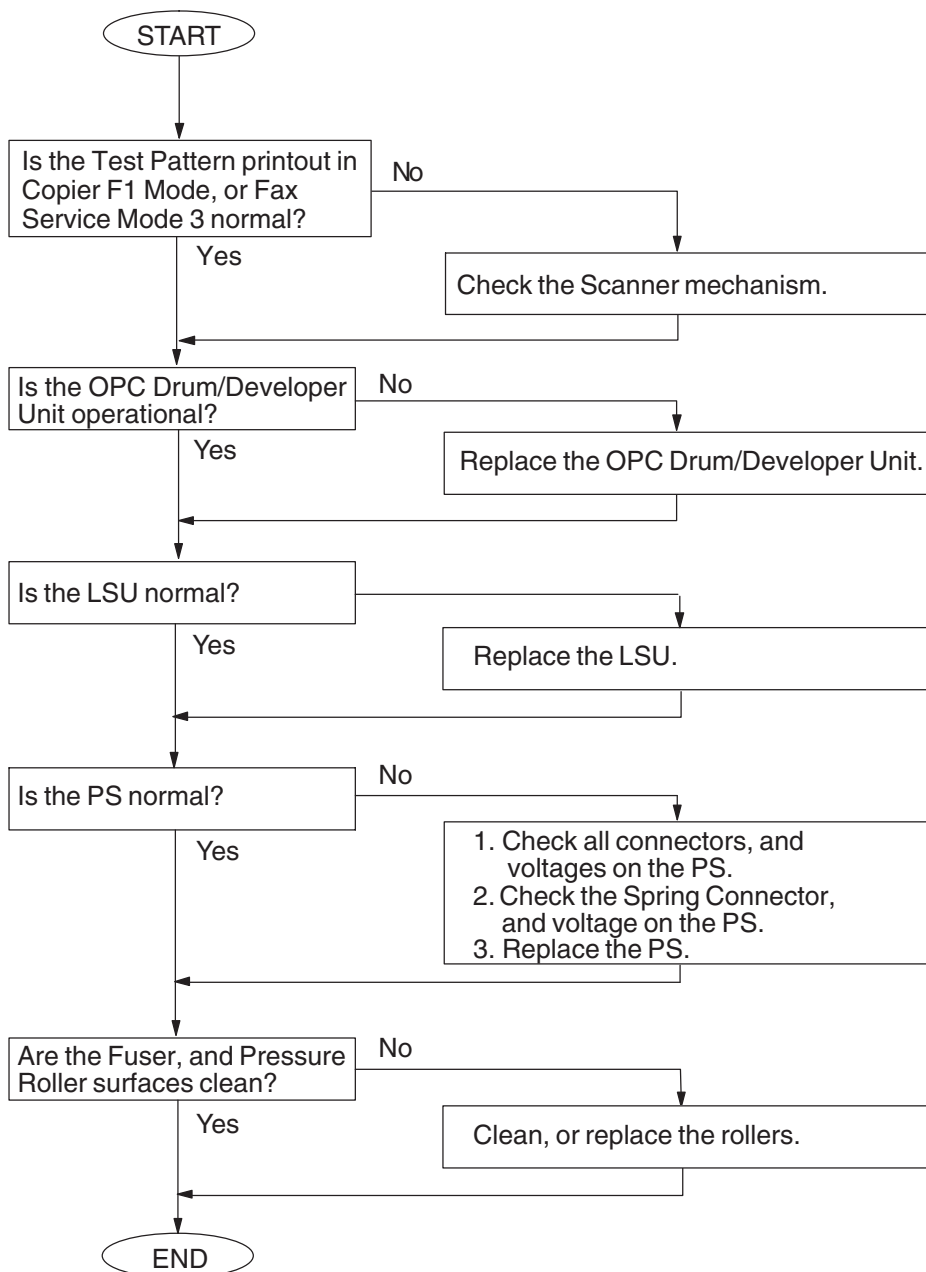 START
Is the Test Pattern printout in
Copier F1 Mode, or Fax
Service Mode 3 normal?
No
Yes
Check the Scanner mechanism.
Is the OPC Drum/Developer
Unit operational?
No
Yes
Replace the OPC Drum/Developer Unit.
Is the LSU normal?
Yes
Replace the LSU.
Is the PS normal?
No
Yes
1. Check all connectors, and
voltages on the PS.
2. Check the Spring Connector,
and voltage on the PS.
3. Replace the PS.
Are the Fuser, and Pressure
Roller surfaces clean?
No
Yes
Clean, or replace the rollers.
END